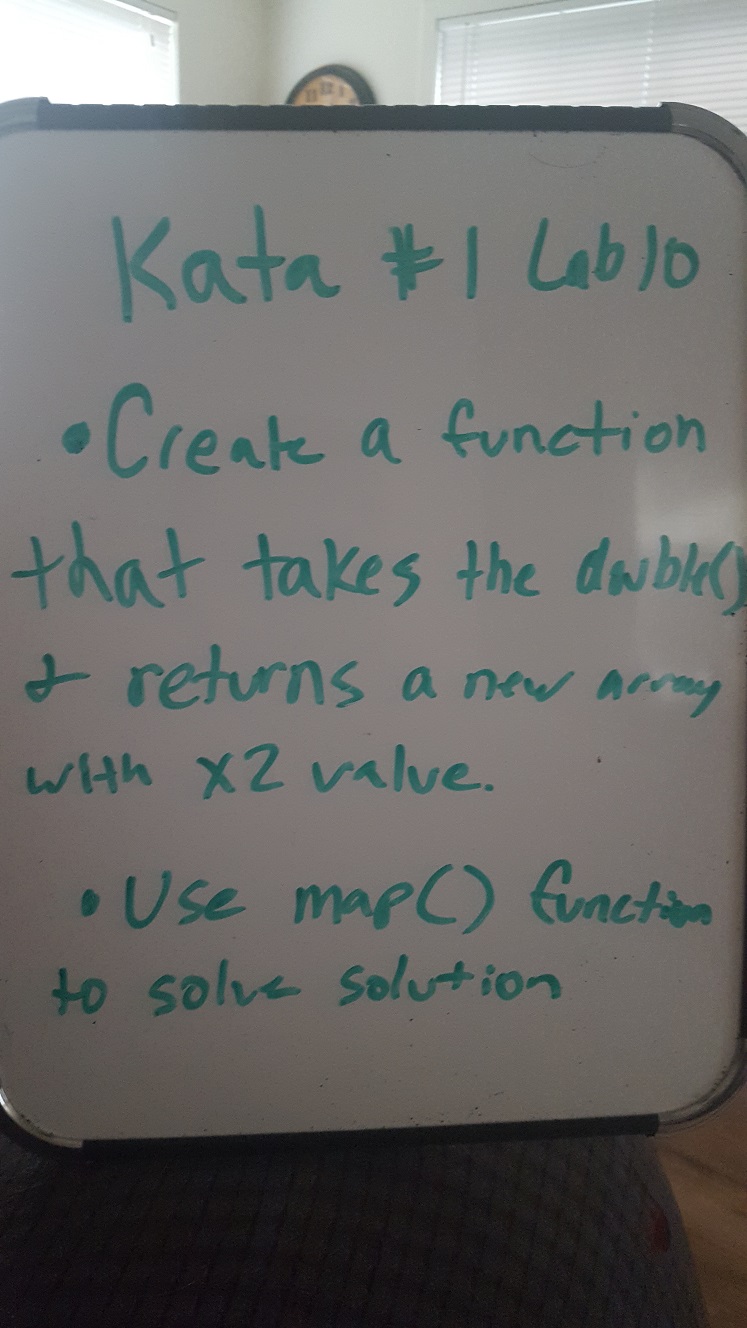 Kata #1 Lab 10
• Create a function
that takes the double()
& returns a new array
with x2 value.
• Use map() function
to solve solution